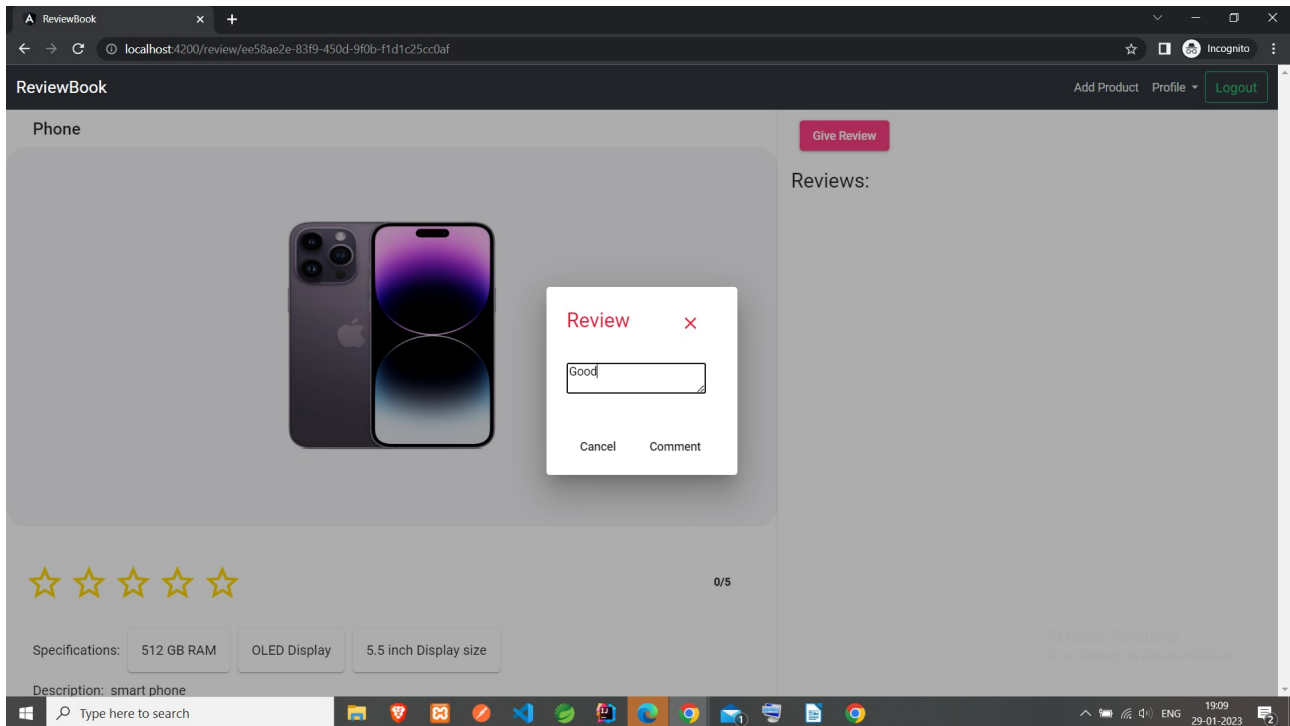 ReviewBook
localhost:4200/review/ee58ae2e-83f9-450d-9f0b-f1d1c25cc0af
Incognito
ReviewBook
Add Product Profile Logout
Phone
Give Review
Reviews:
Review
Good
Cancel Comment
0/5
Specifications: 512 GB RAM OLED Display 5.5 inch Display size
Description: smart phone
Activate Windows
Type here to search
ENG
19:09
29-01-2023